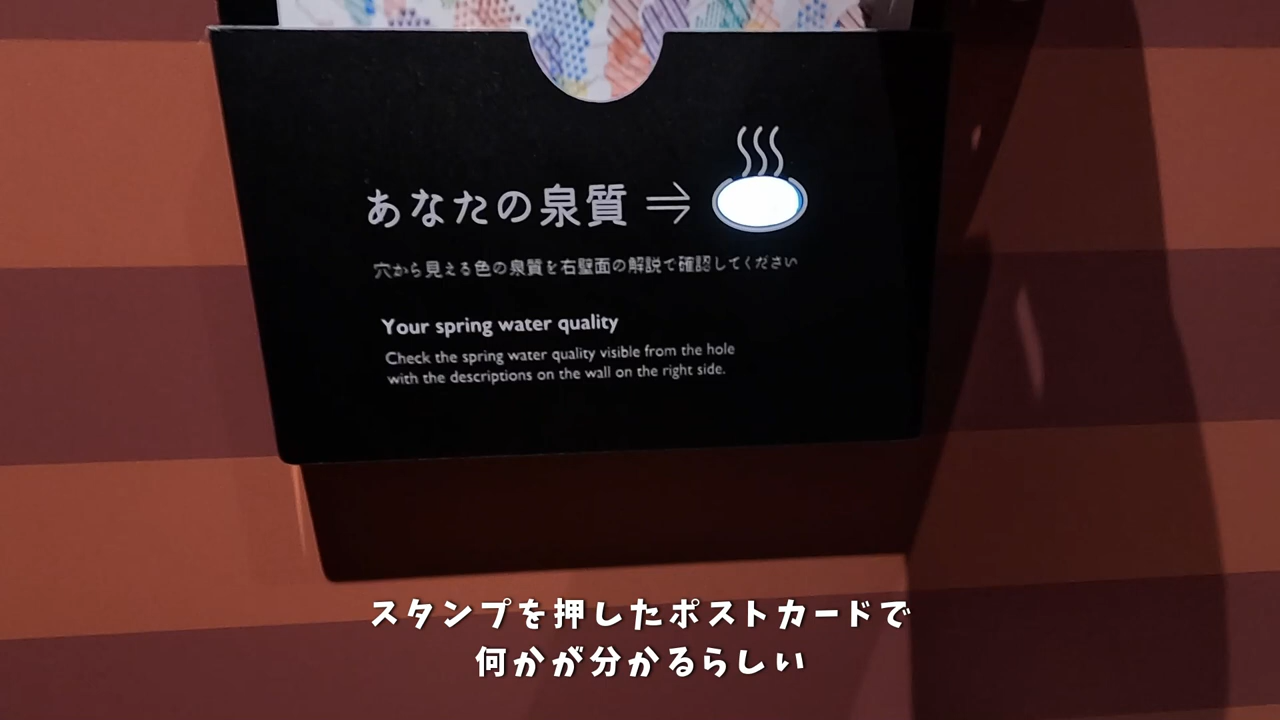 あなたの泉質 ⇒
穴から見える色の泉質を右壁面の解説で確認してください
Your spring water quality
Check the spring water quality visible from the hole
with the descriptions on the wall on the right side.
スタンプを押したポストカードで
何かが分かるらしい